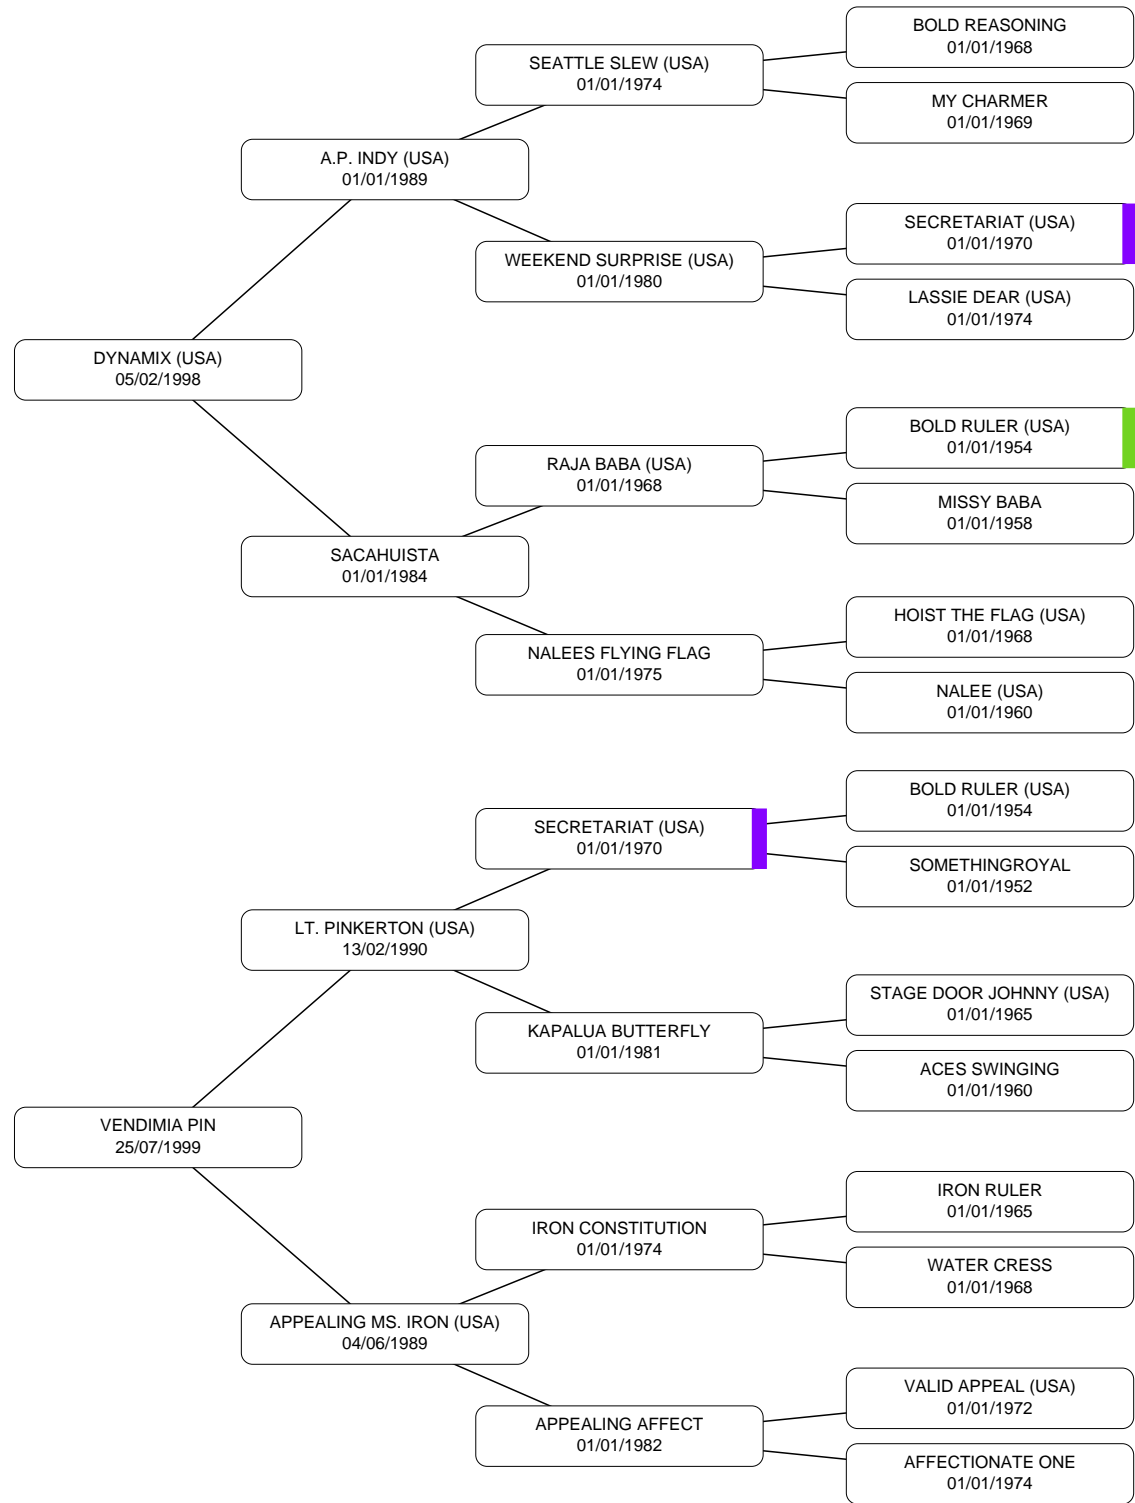 BOLD REASONING
01/01/1968
SEATTLE SLEW (USA)
01/01/1974
MY CHARMER
01/01/1969
A.P. INDY (USA)
01/01/1989
SECRETARIAT (USA)
01/01/1970
WEEKEND SURPRISE (USA)
01/01/1980
LASSIE DEAR (USA)
01/01/1974
DYNAMIX (USA)
05/02/1998
BOLD RULER (USA)
01/01/1954
RAJA BABA (USA)
01/01/1968
MISSY BABA
01/01/1958
SACAHUISTA
01/01/1984
HOIST THE FLAG (USA)
01/01/1968
NALEES FLYING FLAG
01/01/1975
NALEE (USA)
01/01/1960
BOLD RULER (USA)
01/01/1954
SECRETARIAT (USA)
01/01/1970
SOMETHINGROYAL
01/01/1952
LT. PINKERTON (USA)
13/02/1990
STAGE DOOR JOHNNY (USA)
01/01/1965
KAPALUA BUTTERFLY
01/01/1981
ACES SWINGING
01/01/1960
VENDIMIA PIN
25/07/1999
IRON RULER
01/01/1965
IRON CONSTITUTION
01/01/1974
WATER CRESS
01/01/1968
APPEALING MS. IRON (USA)
04/06/1989
VALID APPEAL (USA)
01/01/1972
APPEALING AFFECT
01/01/1982
AFFECTIONATE ONE
01/01/1974